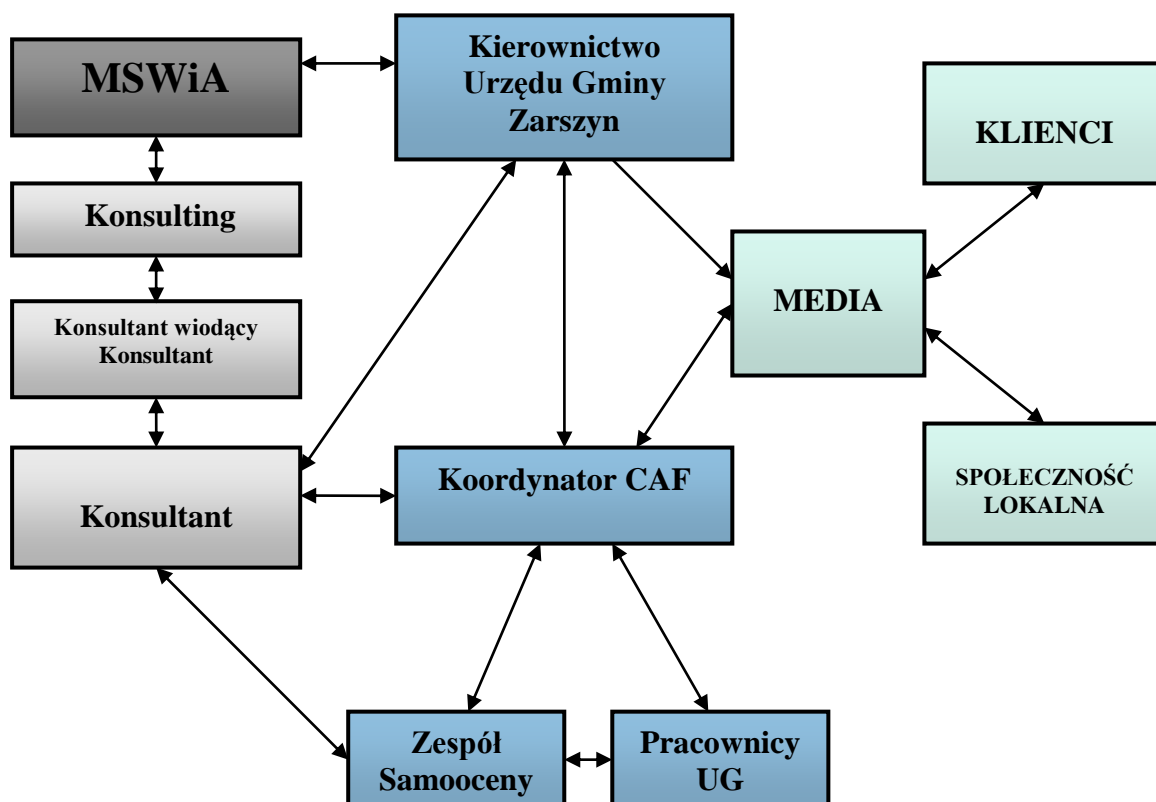 MSWiA
Kierownictwo
Urzędu Gminy
Zarszyn
KLIENCI
Konsulting
MEDIA
Konsultant wiodący
Konsultant
Koordynator CAF
SPOŁECZNOŚĆ
LOKALNA
Konsultant
Zespół
Samooceny
Pracownicy
UG